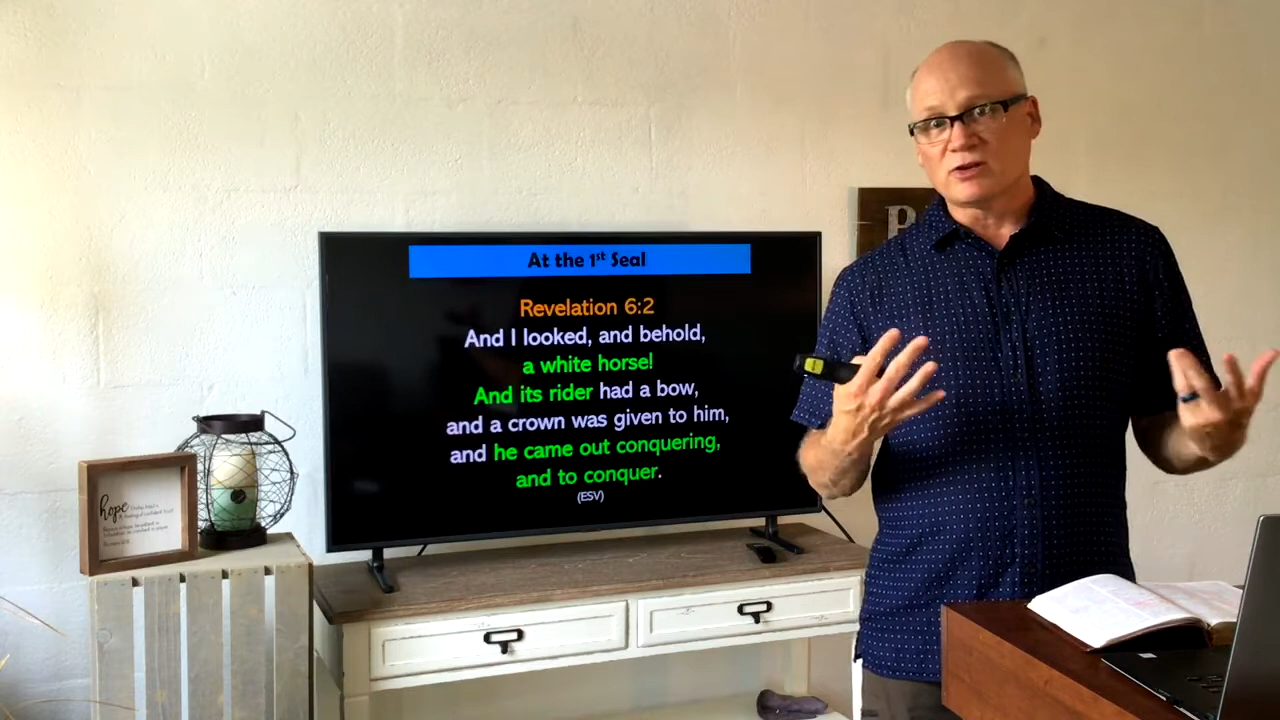 At the 1st Seal
Revelation 6:2
And I looked, and behold,
a white horse!
And its rider had a bow,
and a crown was given to him,
and he came out conquering,
and to conquer.
(ESV)
hope